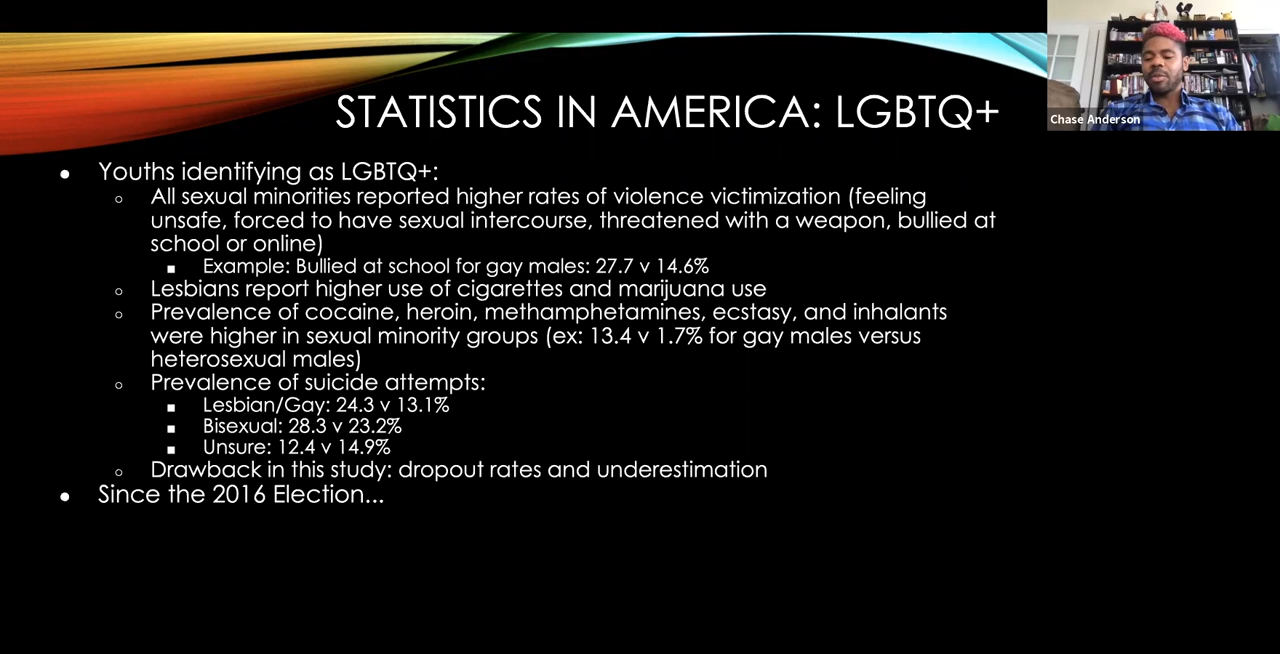 Chase Anderson
STATISTICS IN AMERICA: LGBTQ+
• Youths identifying as LGBTQ+:
○ All sexual minorities reported higher rates of violence victimization (feeling
unsafe, forced to have sexual intercourse, threatened with a weapon, bullied at
school or online)
■ Example: Bullied at school for gay males: 27.7 v 14.6%
○ Lesbians report higher use of cigarettes and marijuana use
○ Prevalence of cocaine, heroin, methamphetamines, ecstasy, and inhalants
were higher in sexual minority groups (ex: 13.4 v 1.7% for gay males versus
heterosexual males)
○ Prevalence of suicide attempts:
■ Lesbian/Gay: 24.3 v 13.1%
■ Bisexual: 28.3 v 23.2%
■ Unsure: 12.4 v 14.9%
○ Drawback in this study: dropout rates and underestimation
• Since the 2016 Election...